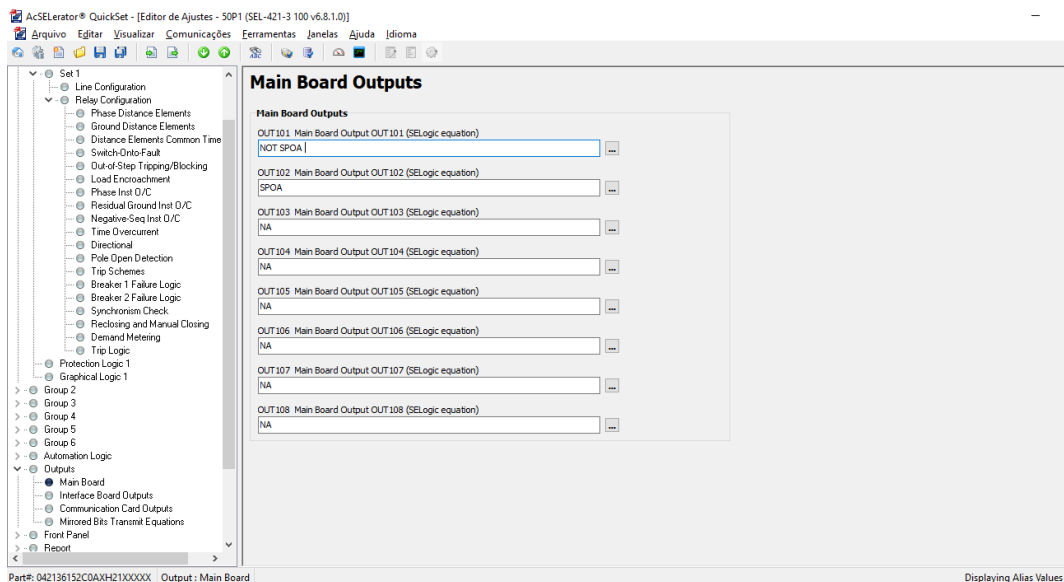 AcSELerator® QuickSet - [Editor de Ajustes - 50P1 (SEL-421-3 100 v6.8.1.0)]
Arquivo Editar Visualizar Comunicações Ferramentas Janelas Ajuda Idioma
Set 1
Line Configuration
Relay Configuration
Phase Distance Elements
Ground Distance Elements
Distance Elements Common Time
Switch-Onto-Fault
Out-of-Step Tripping/Blocking
Load Encroachment
Phase Inst O/C
Residual Ground Inst O/C
Negative-Seq Inst O/C
Time Overcurrent
Directional
Pole Open Detection
Trip Schemes
Breaker 1 Failure Logic
Breaker 2 Failure Logic
Synchronism Check
Reclosing and Manual Closing
Demand Metering
Trip Logic
Protection Logic 1
Graphical Logic 1
Group 2
Group 3
Group 4
Group 5
Group 6
Automation Logic
Outputs
Main Board
Interface Board Outputs
Communication Card Outputs
Mirrored Bits Transmit Equations
Front Panel
Report
Main Board Outputs
Main Board Outputs
OUT101 Main Board Output OUT101 (SELogic equation)
NOT SPOA
...
OUT102 Main Board Output OUT102 (SELogic equation)
SPOA
...
OUT103 Main Board Output OUT103 (SELogic equation)
NA
...
OUT104 Main Board Output OUT104 (SELogic equation)
NA
...
OUT105 Main Board Output OUT105 (SELogic equation)
NA
...
OUT106 Main Board Output OUT106 (SELogic equation)
NA
...
OUT107 Main Board Output OUT107 (SELogic equation)
NA
...
OUT108 Main Board Output OUT108 (SELogic equation)
NA
...
Part#: 042136152C0AXH21XXXXX Output : Main Board Displaying Alias Values